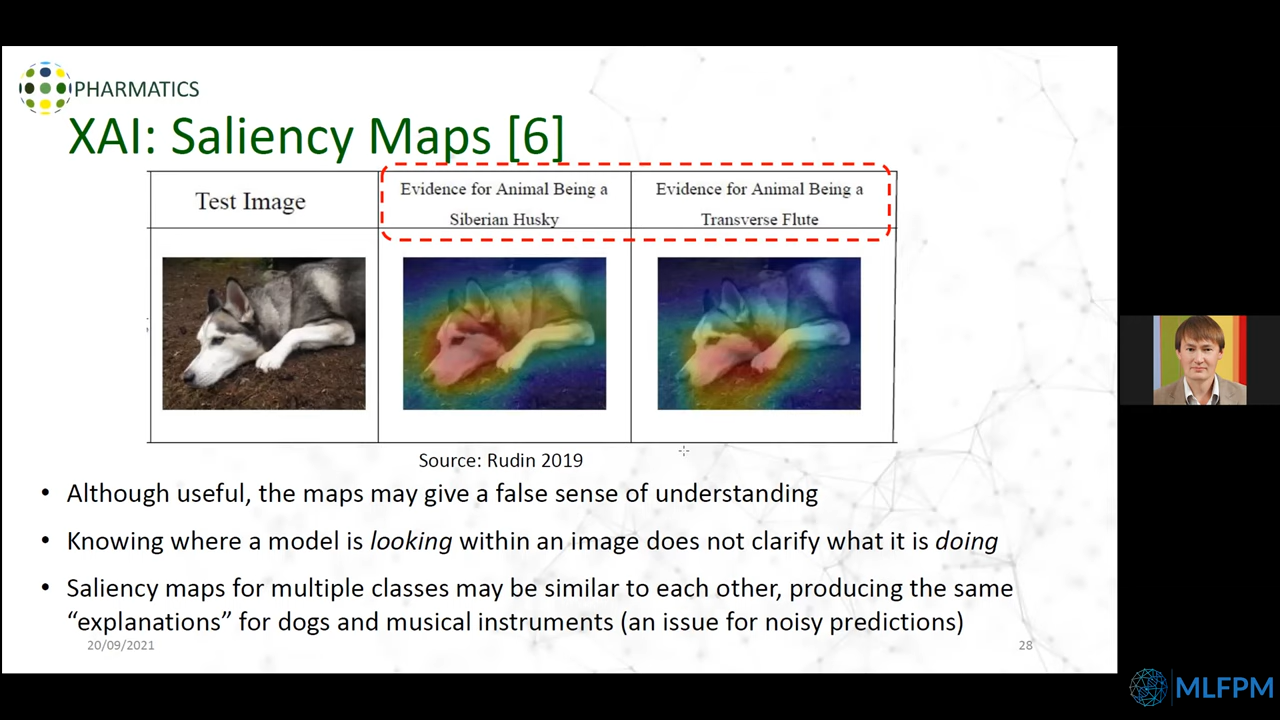 PHARMATICS
XAI: Saliency Maps [6]
Test Image
Evidence for Animal Being a
Siberian Husky
Evidence for Animal Being a
Transverse Flute
Source: Rudin 2019
• Although useful, the maps may give a false sense of understanding
• Knowing where a model is looking within an image does not clarify what it is doing
• Saliency maps for multiple classes may be similar to each other, producing the same
“explanations” for dogs and musical instruments (an issue for noisy predictions)
20/09/2021
28
MLFPM